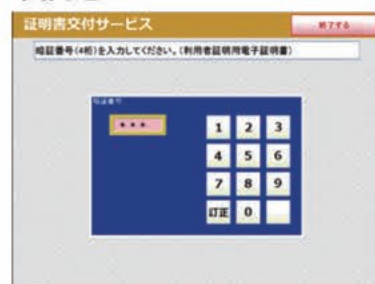 証明書交付サービス
終了する
暗証番号(4桁)を入力してください。(利用者証明用電子証明書)
暗証番号
***
1 2 3
4 5 6
7 8 9
訂正 0